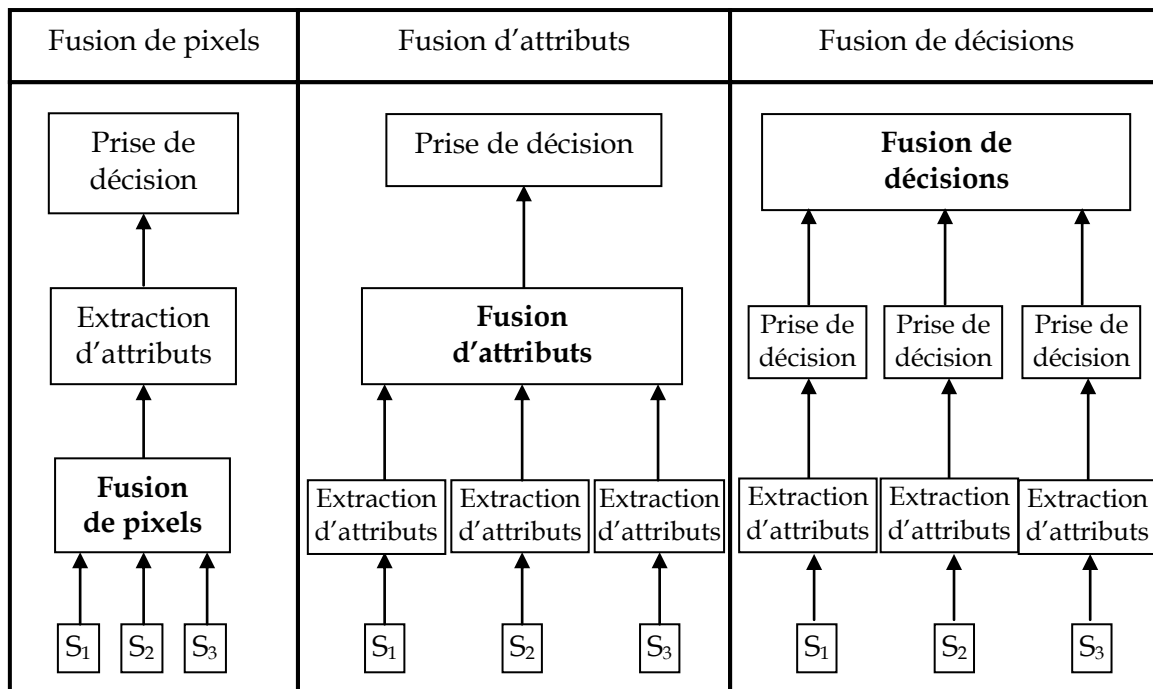 Fusion de pixels
Fusion d’attributs
Fusion de décisions
Prise de
décision
Extraction
d’attributs
Fusion
de pixels
S1
S2
S3
Prise de décision
Fusion
d’attributs
Extraction
d’attributs
Extraction
d’attributs
Extraction
d’attributs
S1
S2
S3
Fusion de
décisions
Prise de
décision
Prise de
décision
Prise de
décision
Extraction
d’attributs
Extraction
d’attributs
Extraction
d’attributs
S1
S2
S3